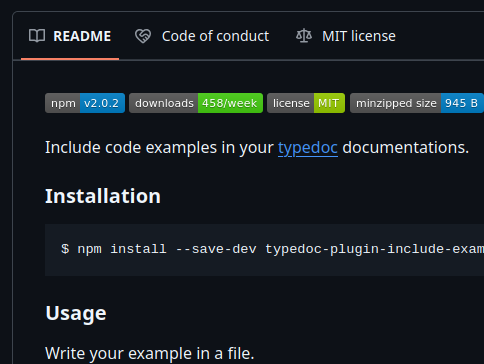 README Code of conduct MIT license
npm v2.0.2 downloads 458/week license MIT minzipped size 945 B
Include code examples in your typedoc documentations.
Installation
$ npm install --save-dev typedoc-plugin-include-exam
Usage
Write your example in a file.